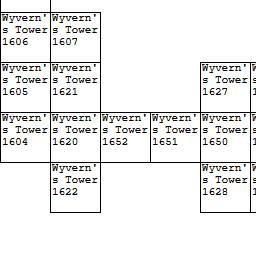 Wyvern' Wyvern'
s Tower s Tower
1606 1607
Wyvern' Wyvern' Wyvern'
s Tower s Tower s Tower
1605 1621 1627
Wyvern' Wyvern' Wyvern' Wyvern' Wyvern'
s Tower s Tower s Tower s Tower s Tower
1604 1620 1652 1651 1650
Wyvern' Wyvern'
s Tower s Tower
1622 1628